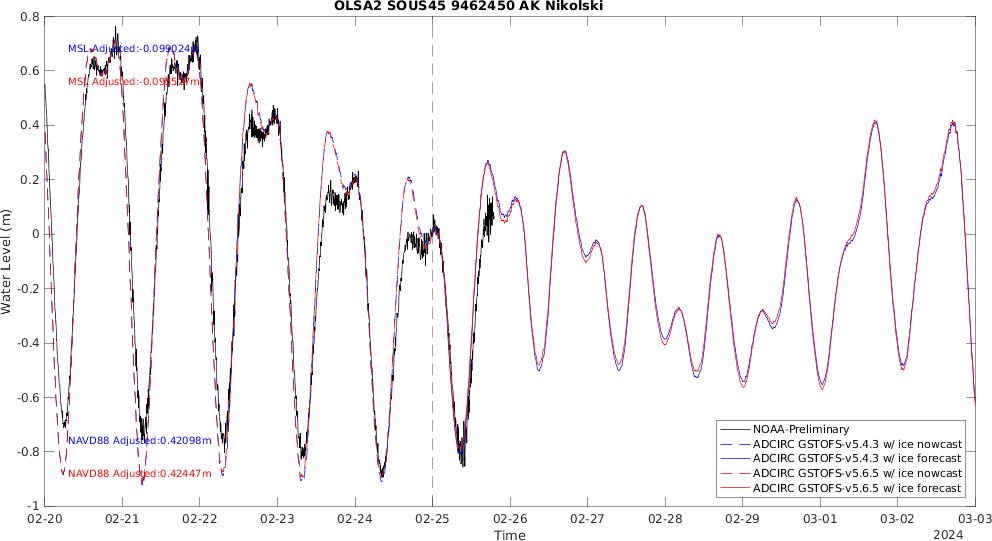 OLSA2 SOUS45 9462450 AK Nikolski
0.8
0.6
0.4
0.2
0
-0.2
-0.4
-0.6
-0.8
-1
Water Level (m)
MSL Adjusted:-0.099024m
MSL Adjusted:
NAVD88 Adjusted:0.42098m
NAVD88 Adjusted:0.42447m
NOAA-Preliminary
ADCIRC GSTOFS-v5.4.3 w/ ice nowcast
ADCIRC GSTOFS-v5.4.3 w/ ice forecast
ADCIRC GSTOFS-v5.6.5 w/ ice nowcast
ADCIRC GSTOFS-v5.6.5 w/ ice forecast
02-20 02-21 02-22 02-23 02-24 02-25 02-26 02-27 02-28 02-29 03-01 03-02 03-03
Time
2024